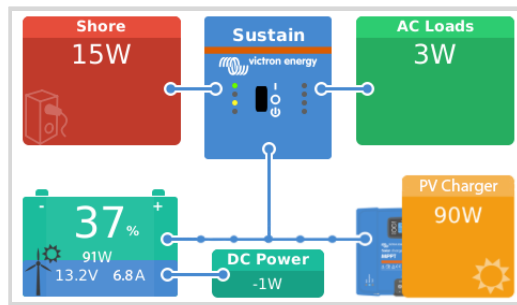 Shore
15W
Sustain
victron energy
AC Loads
3W
- +
37%
91W
13.2V 6.8A
DC Power
-1W
PV Charger
90W